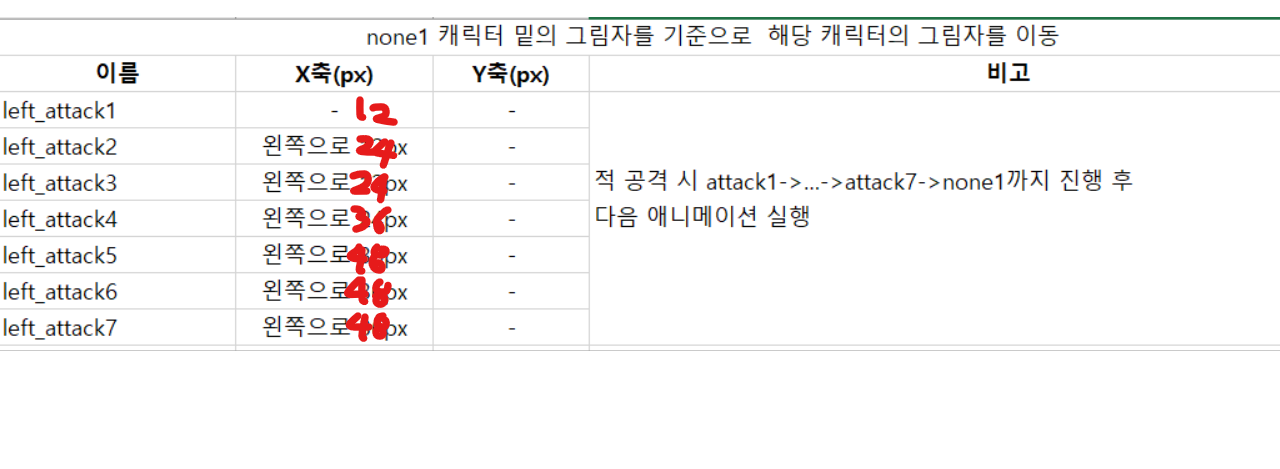 none1 캐릭터 밑의 그림자를 기준으로 해당 캐릭터의 그림자를 이동
이름 X축(px) Y축(px) 비고
left_attack1 - 12 -
left_attack2 왼쪽으로 24 px -
left_attack3 왼쪽으로 24 px -
적 공격 시 attack1->...->attack7->none1까지 진행 후
left_attack4 왼쪽으로 36 px -
다음 애니메이션 실행
left_attack5 왼쪽으로 48 px -
left_attack6 왼쪽으로 48 px -
left_attack7 왼쪽으로 48 px -